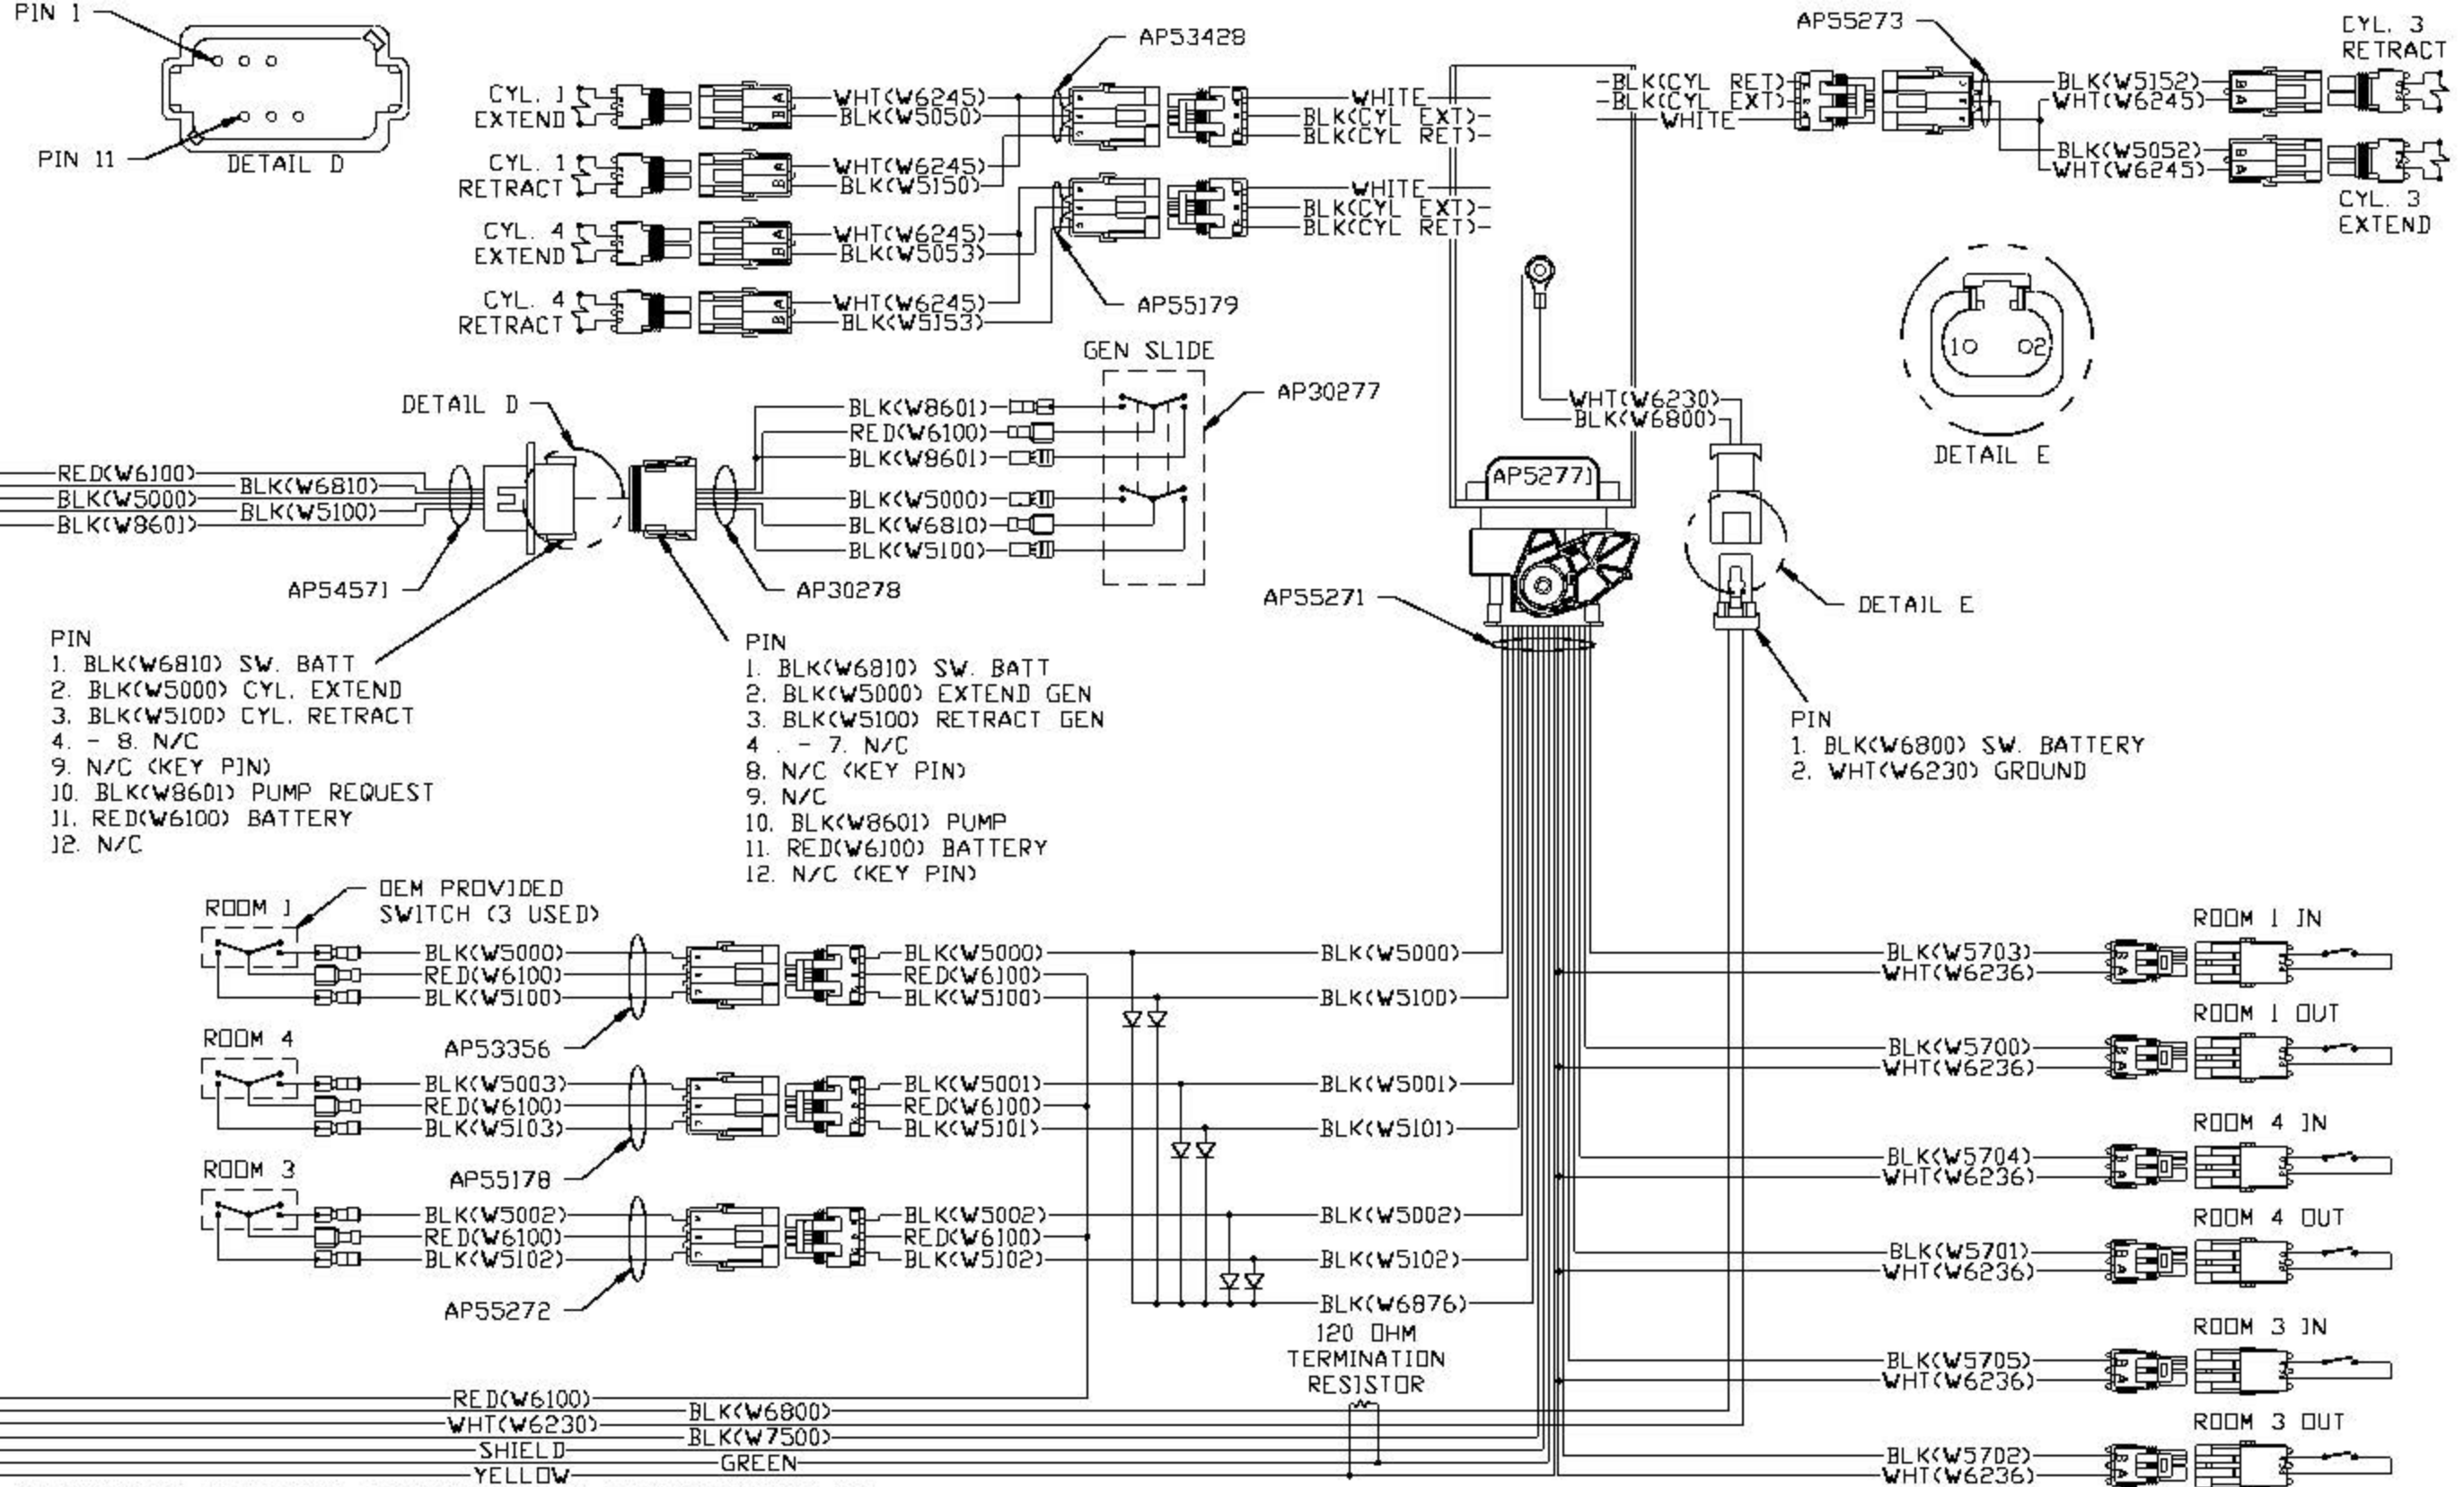 PIN 1
PIN 11
DETAIL D
CYL. 1
EXTEND
A
B
WHT(W6245)
BLK(W5050)
CYL. 1
RETRACT
A
B
WHT(W6245)
BLK(W5150)
CYL. 4
EXTEND
A
B
WHT(W6245)
BLK(W5053)
CYL. 4
RETRACT
A
B
WHT(W6245)
BLK(W5153)
AP53428
WHITE
BLK(CYL EXT)
BLK(CYL RET)
WHITE
BLK(CYL EXT)
BLK(CYL RET)
AP55179
AP55273
BLK(CYL RET)
BLK(CYL EXT)
WHITE
BLK(W5152)
WHT(W6245)
B
A
CYL. 3
RETRACT
BLK(W5052)
WHT(W6245)
B
A
CYL. 3
EXTEND
1
2
DETAIL E
GEN SLIDE
AP30277
DETAIL D
BLK(W8601)
RED(W6100)
BLK(W8601)
BLK(W5000)
BLK(W6810)
BLK(W5100)
RED(W6100)
BLK(W6810)
BLK(W5000)
BLK(W5100)
BLK(W8601)
AP54571
AP30278
WHT(W6230)
BLK(W6800)
AP52771
AP55271
DETAIL E
PIN
1. BLK(W6810) SW. BATT
2. BLK(W5000) CYL. EXTEND
3. BLK(W5100) CYL. RETRACT
4. - 8. N/C
9. N/C (KEY PIN)
10. BLK(W8601) PUMP REQUEST
11. RED(W6100) BATTERY
12. N/C
PIN
1. BLK(W6810) SW. BATT
2. BLK(W5000) EXTEND GEN
3. BLK(W5100) RETRACT GEN
4 . - 7. N/C
8. N/C (KEY PIN)
9. N/C
10. BLK(W8601) PUMP
11. RED(W6100) BATTERY
12. N/C (KEY PIN)
PIN
1. BLK(W6800) SW. BATTERY
2. WHT(W6230) GROUND
OEM PROVIDED
SWITCH (3 USED)
ROOM 1
BLK(W5000)
RED(W6100)
BLK(W5100)
BLK(W5000)
RED(W6100)
BLK(W5100)
BLK(W5000)
BLK(W5100)
AP53356
ROOM 4
BLK(W5003)
RED(W6100)
BLK(W5103)
BLK(W5001)
RED(W6100)
BLK(W5101)
BLK(W5001)
BLK(W5101)
AP55178
ROOM 3
BLK(W5002)
RED(W6100)
BLK(W5102)
BLK(W5002)
RED(W6100)
BLK(W5102)
BLK(W5002)
BLK(W5102)
AP55272
BLK(W6876)
120 OHM
TERMINATION
RESISTOR
RED(W6100)
BLK(W6800)
WHT(W6230)
BLK(W7500)
SHIELD
GREEN
YELLOW
ROOM 1 IN
BLK(W5703)
WHT(W6236)
ROOM 1 OUT
BLK(W5700)
WHT(W6236)
ROOM 4 IN
BLK(W5704)
WHT(W6236)
ROOM 4 OUT
BLK(W5701)
WHT(W6236)
ROOM 3 IN
BLK(W5705)
WHT(W6236)
ROOM 3 OUT
BLK(W5702)
WHT(W6236)